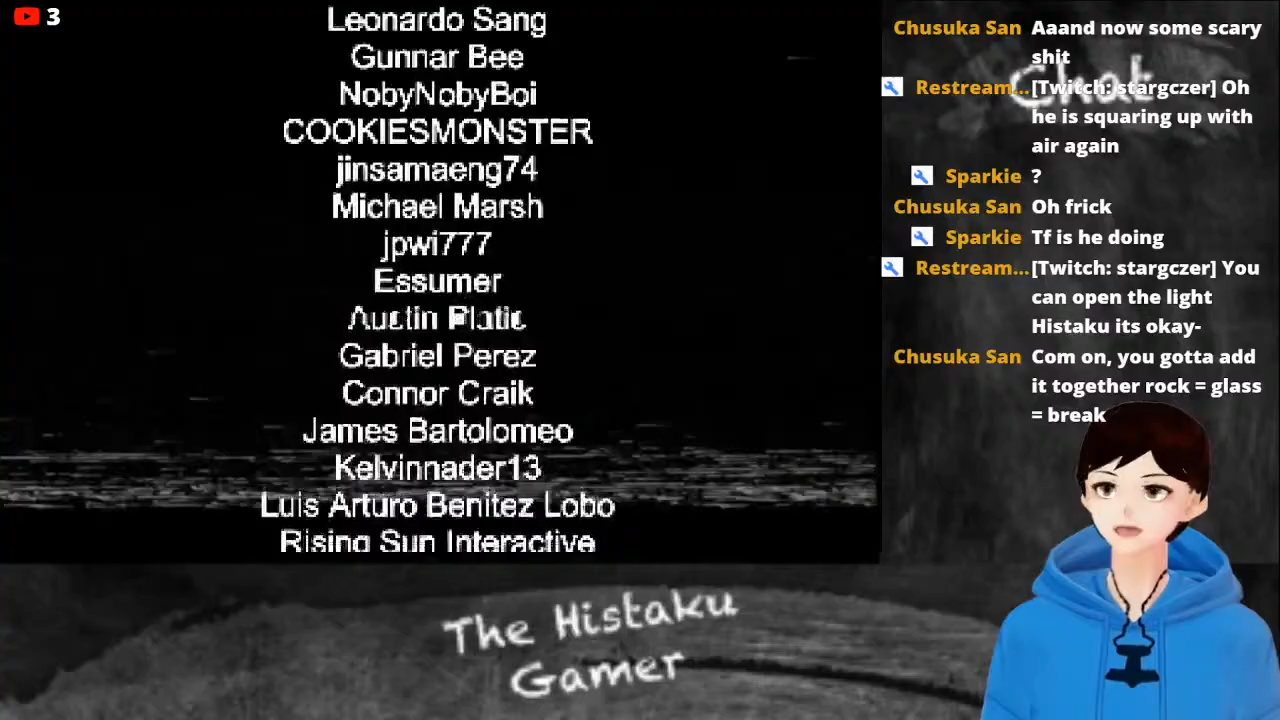 3
Leonardo Sang
Gunnar Bee
NobyNobyBoi
COOKIESMONSTER
jinsamaeng74
Michael Marsh
jpwi777
Essumer
Austin Platic
Gabriel Perez
Connor Craik
James Bartolomeo
Kelvinnader13
Luis Arturo Benitez Lobo
Rising Sun Interactive
Chat
Chusuka San Aaand now some scary
shit
Restream... [Twitch: stargczer] Oh
he is squaring up with
air again
Sparkie ?
Chusuka San Oh frick
Sparkie Tf is he doing
Restream... [Twitch: stargczer] You
can open the light
Histaku its okay-
Chusuka San Com on, you gotta add
it together rock = glass
= break
The Histaku
Gamer